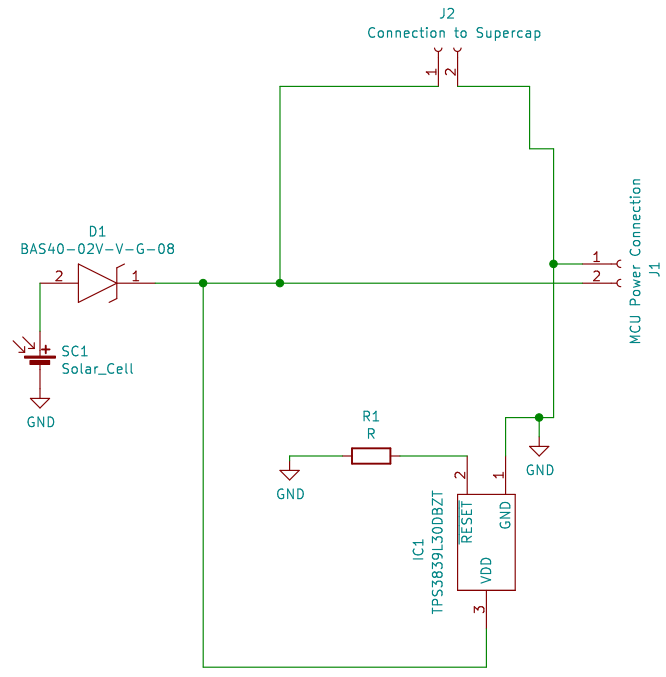 J2
Connection to Supercap
1
2
D1
BAS40-02V-V-G-08
2
1
1
2
MCU Power Connection
J1
+
SC1
Solar_Cell
GND
R1
R
GND
GND
2
1
RESET
GND
IC1
TPS3839L30DBZT
VDD
3